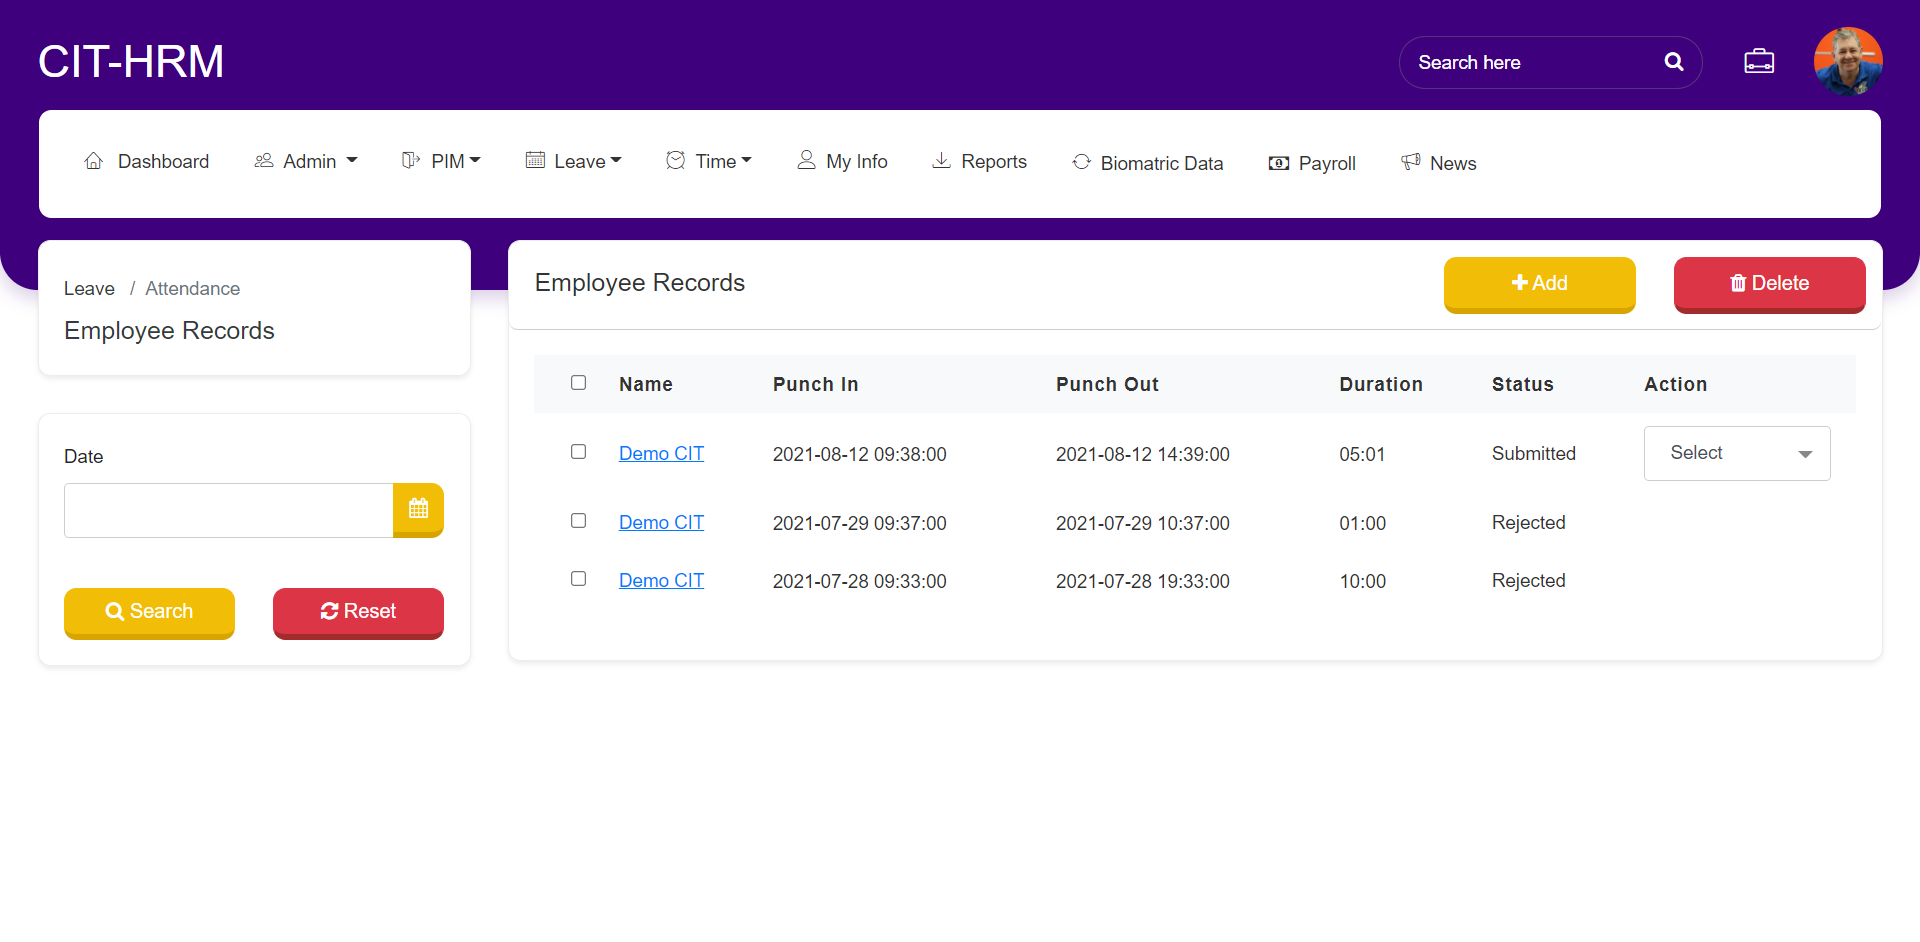 CIT-HRM
Search here
Dashboard Admin PIM Leave Time My Info Reports Biomatric Data Payroll News
Leave / Attendance
Employee Records
Date
Search Reset
Employee Records Add Delete
Name Punch In Punch Out Duration Status Action
Demo CIT 2021-08-12 09:38:00 2021-08-12 14:39:00 05:01 Submitted Select
Demo CIT 2021-07-29 09:37:00 2021-07-29 10:37:00 01:00 Rejected
Demo CIT 2021-07-28 09:33:00 2021-07-28 19:33:00 10:00 Rejected